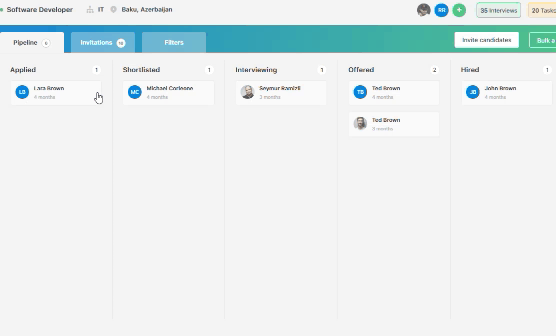 Software Developer IT Baku, Azerbaijan RR + 35 Interviews 20 Tasks
Pipeline 6 Invitations Filters Invite candidates Bulk a
Applied 1 Shortlisted 1 Interviewing 1 Offered 2 Hired 1
LB Lara Brown MC Michael Corleone Seymur Ramizli TB Ted Brown JB John Brown
4 months 4 months 3 months 4 months 4 months
Ted Brown
3 months